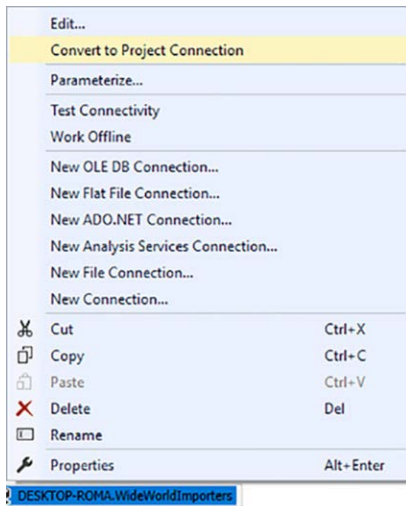 Edit...
Convert to Project Connection
Parameterize...
Test Connectivity
Work Offline
New OLE DB Connection...
New Flat File Connection...
New ADO.NET Connection...
New Analysis Services Connection...
New File Connection...
New Connection...
Cut Ctrl+X
Copy Ctrl+C
Paste Ctrl+V
Delete Del
Rename
Properties Alt+Enter
DESKTOP-ROMA.WideWorldImporters